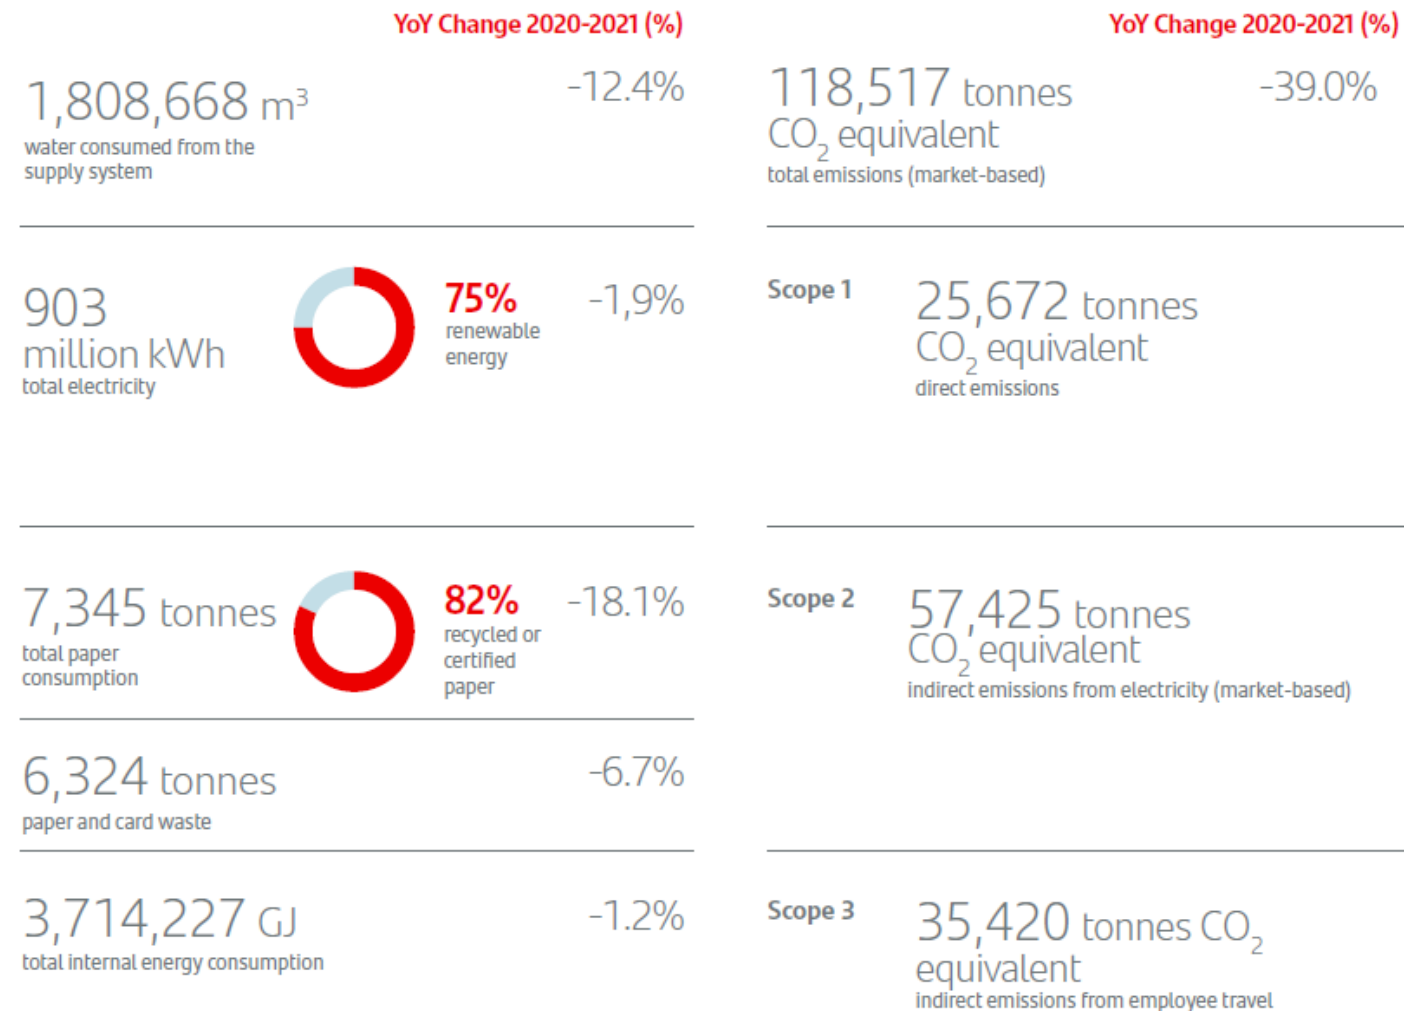 YoY Change 2020-2021 (%)
1,808,668 m³
-12.4%
water consumed from the
supply system
903
million kWh
total electricity
75%
renewable
energy
-1,9%
7,345 tonnes
total paper
consumption
82%
recycled or
certified
paper
-18.1%
6,324 tonnes
-6.7%
paper and card waste
3,714,227 GJ
-1.2%
total internal energy consumption
YoY Change 2020-2021 (%)
118,517 tonnes
-39.0%
CO₂ equivalent
total emissions (market-based)
Scope 1
25,672 tonnes
CO₂ equivalent
direct emissions
Scope 2
57,425 tonnes
CO₂ equivalent
indirect emissions from electricity (market-based)
Scope 3
35,420 tonnes CO₂
equivalent
indirect emissions from employee travel